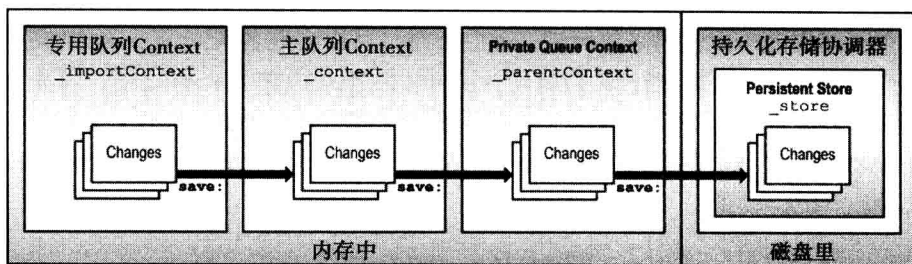 专用队列Context
_importContext
Changes
save:
主队列Context
_context
Changes
save:
Private Queue Context
_parentContext
Changes
save:
持久化存储协调器
Persistent Store
_store
Changes
内存中
磁盘里